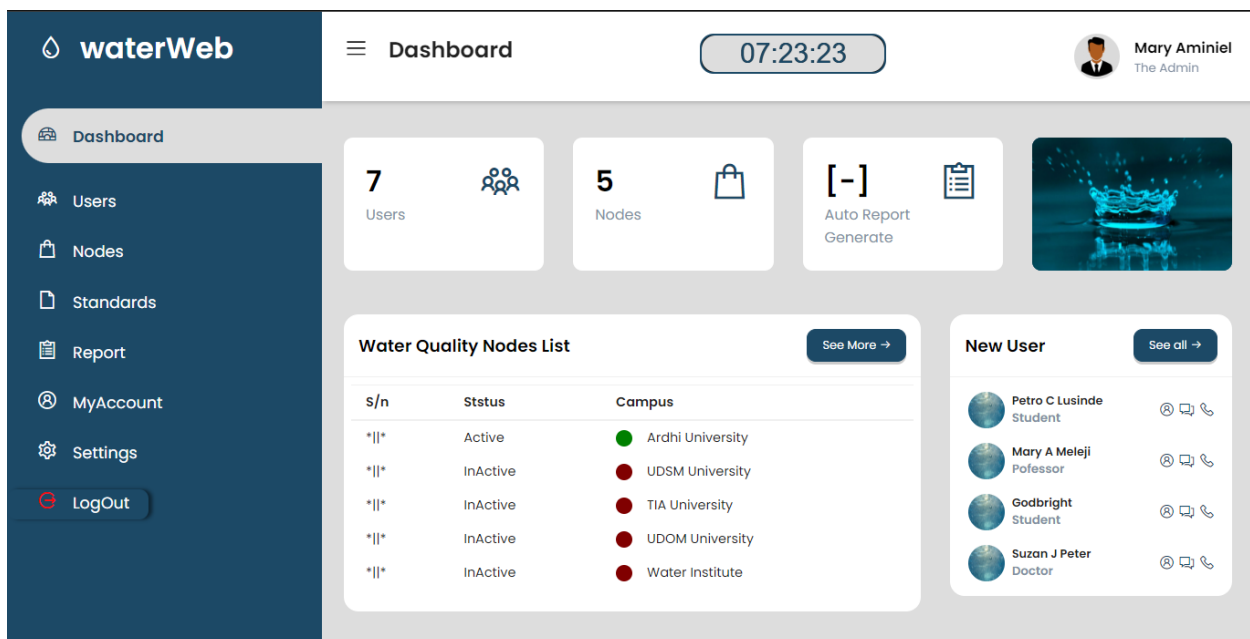 waterWeb
Dashboard
Users
Nodes
Standards
Report
MyAccount
Settings
LogOut
Dashboard
07:23:23
Mary Aminiel
The Admin
7
Users
5
Nodes
[-]
Auto Report
Generate
Water Quality Nodes List
See More →
S/n Ststus Campus
*||* Active Ardhi University
*||* InActive UDSM University
*||* InActive TIA University
*||* InActive UDOM University
*||* InActive Water Institute
New User
See all →
Petro C Lusinde
Student
Mary A Meleji
Pofessor
Godbright
Student
Suzan J Peter
Doctor